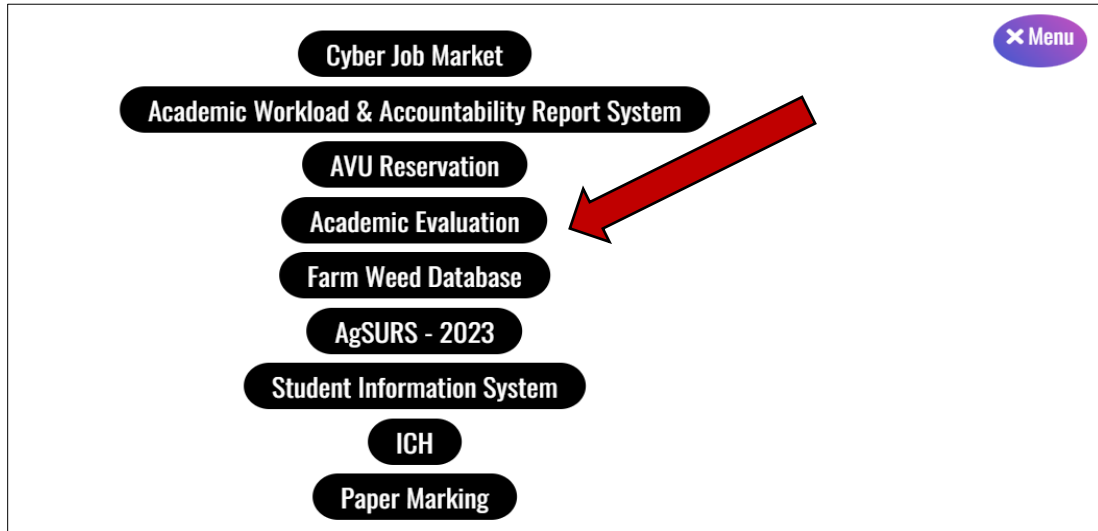 Cyber Job Market
× Menu
Academic Workload & Accountability Report System
AVU Reservation
Academic Evaluation
Farm Weed Database
AgSURS - 2023
Student Information System
ICH
Paper Marking